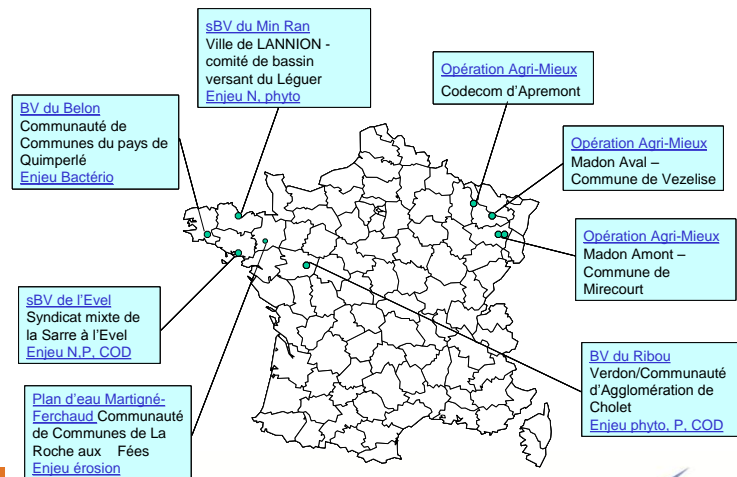 sBV du Min Ran
Ville de LANNION -
comité de bassin
versant du Léguer
Enjeu N, phyto
Opération Agri-Mieux
Codecom d'Apremont
BV du Belon
Communauté de
Communes du pays de
Quimperlé
Enjeu Bactério
Opération Agri-Mieux
Madon Aval –
Commune de Vezelise
Opération Agri-Mieux
Madon Amont –
Commune de
Mirecourt
sBV de l'Evel
Syndicat mixte de
la Sarre à l'Evel
Enjeu N,P, COD
BV du Ribou
Verdon/Communauté
d'Agglomération de
Cholet
Enjeu phyto, P, COD
Plan d'eau Martigné-
Ferchaud Communauté
de Communes de La
Roche aux Fées
Enjeu érosion